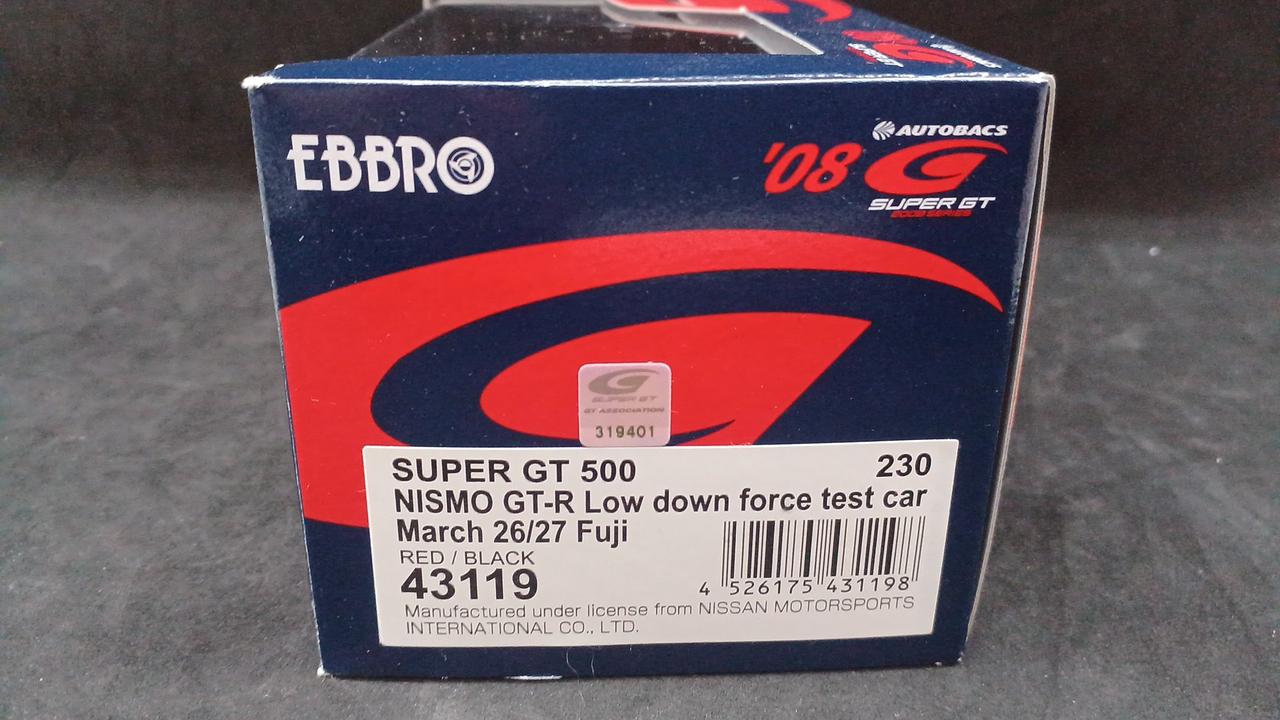 EBBRO
'08
AUTOBACS
SUPER GT
2008 SERIES
SUPER GT
GT ASSOCIATION
319401
SUPER GT 500
230
NISMO GT-R Low down force test car
March 26/27 Fuji
RED / BLACK
43119
4 526175 431198
Manufactured under license from NISSAN MOTORSPORTS
INTERNATIONAL CO., LTD.